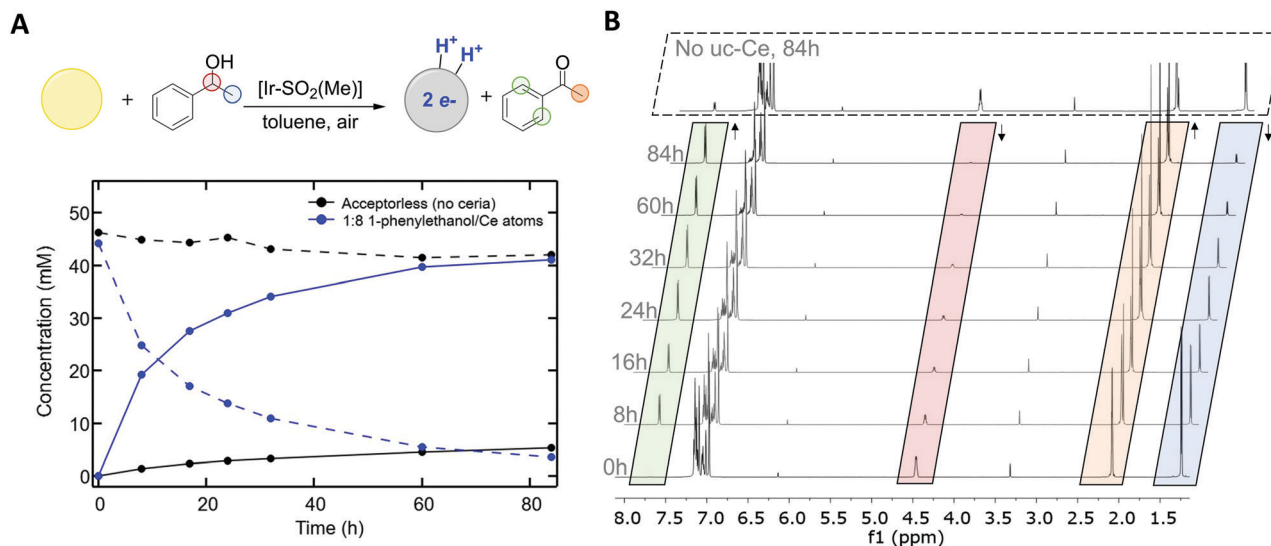 A
OH
H+
H+
O
+
[Ir-SO2(Me)]
2 e-
+
toluene, air
Acceptorless (no ceria)
1:8 1-phenylethanol/Ce atoms
Concentration (mM)
50
40
30
20
10
0
0
20
40
60
80
Time (h)
B
No uc-Ce, 84h
84h
60h
32h
24h
16h
8h
0h
8.0 7.5 7.0 6.5 6.0 5.5 5.0 4.5 4.0 3.5 3.0 2.5 2.0 1.5
f1 (ppm)